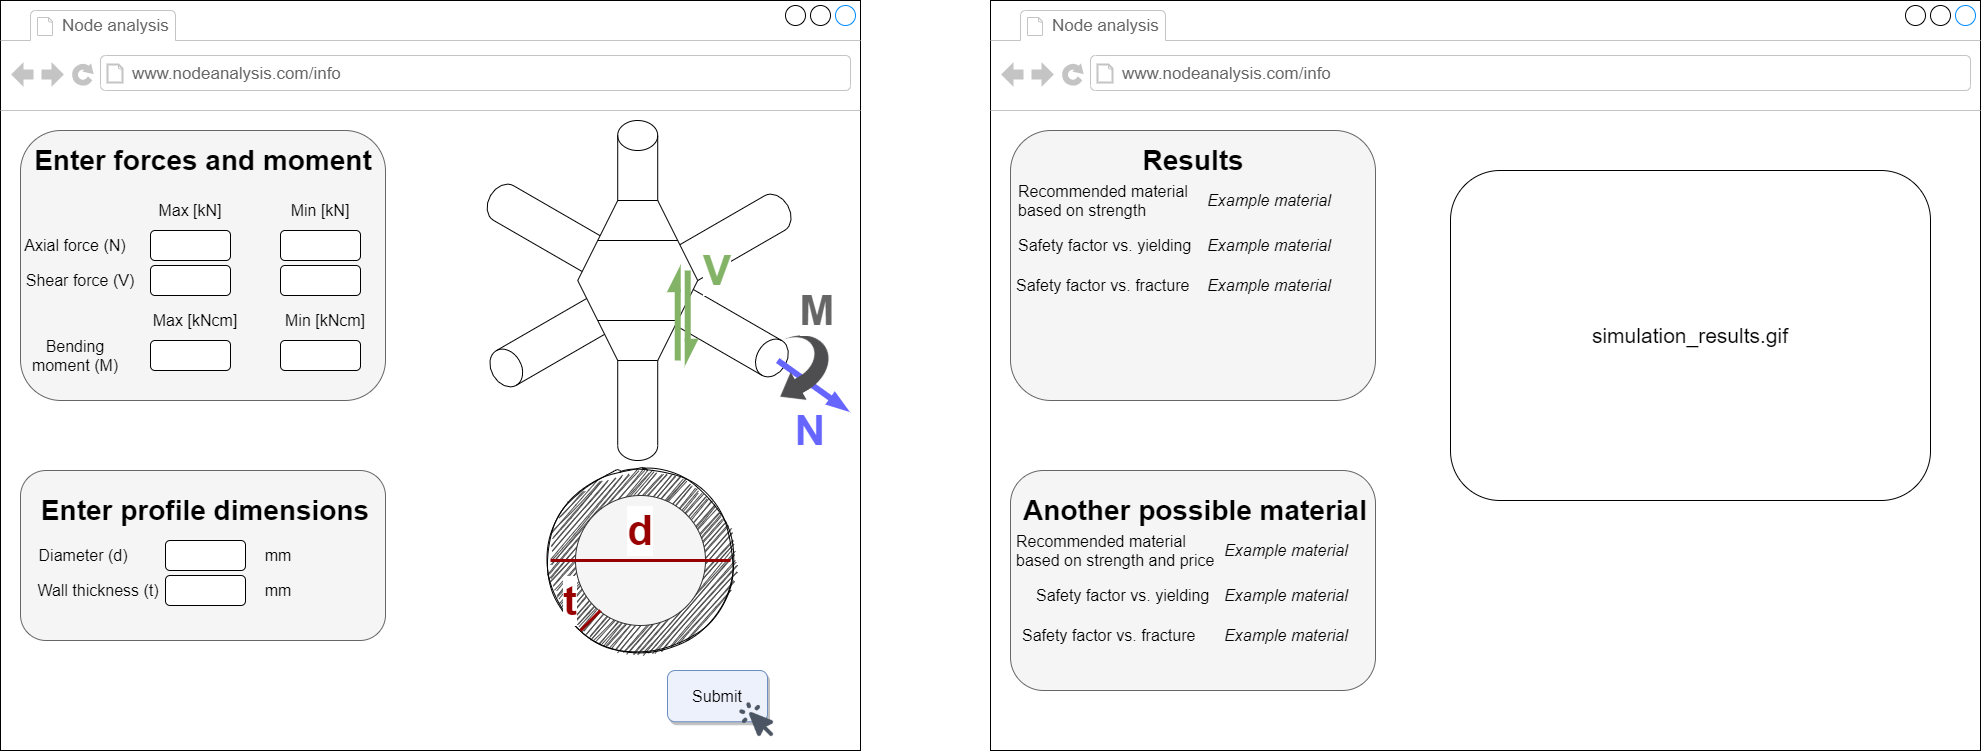 Node analysis
www.nodeanalysis.com/info
Enter forces and moment
Max [kN] Min [kN]
Axial force (N)
Shear force (V)
Max [kNcm] Min [kNcm]
Bending
moment (M)
V
M
N
Enter profile dimensions
Diameter (d) mm
Wall thickness (t) mm
d
t
Submit
Node analysis
www.nodeanalysis.com/info
Results
Recommended material
based on strength
Example material
Safety factor vs. yielding Example material
Safety factor vs. fracture Example material
simulation_results.gif
Another possible material
Recommended material
based on strength and price
Example material
Safety factor vs. yielding Example material
Safety factor vs. fracture Example material